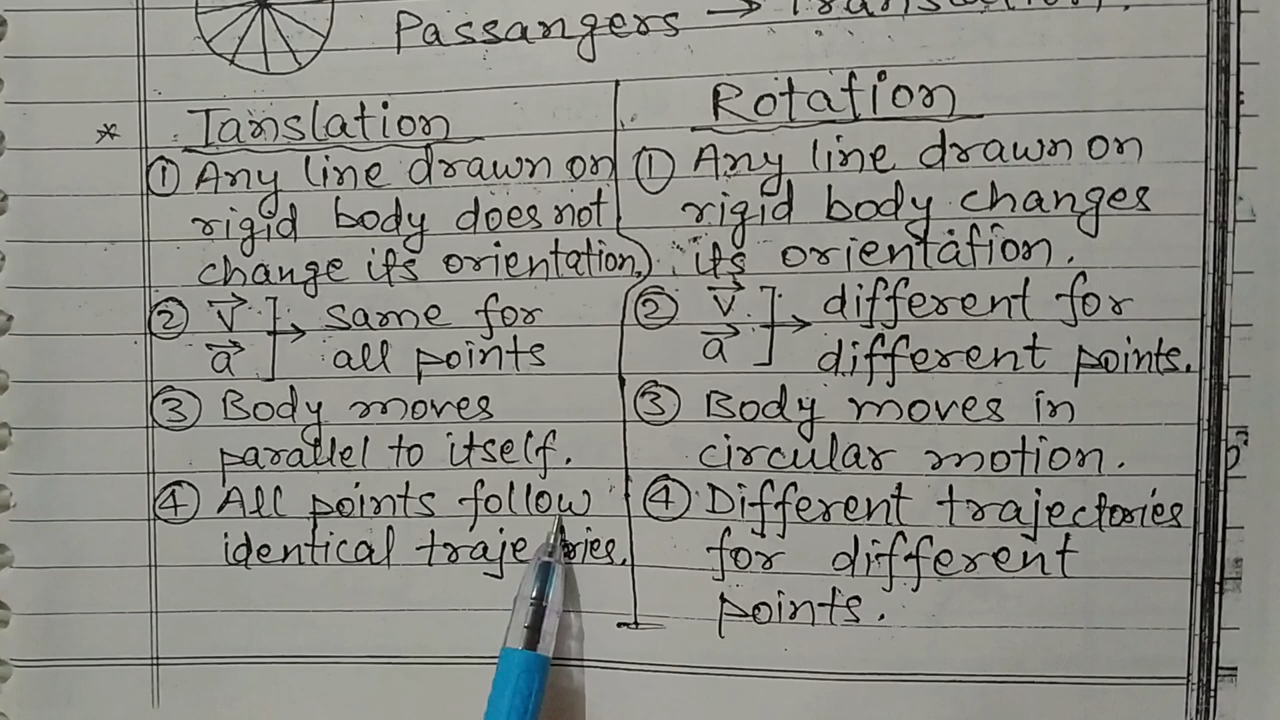 Passangers → Translation.
* Tanslation
① Any line drawn on
rigid body does not
change its orientation.
② v⃗ ] → same for
a⃗ ] all points
③ Body moves
parallel to itself.
④ All points follow
identical
Rotation
① Any line drawn on
rigid body changes
its orientation.
② v⃗ ] → different for
a⃗ ] different points.
③ Body moves in
circular motion.
④ Different trajectories
for different
points.